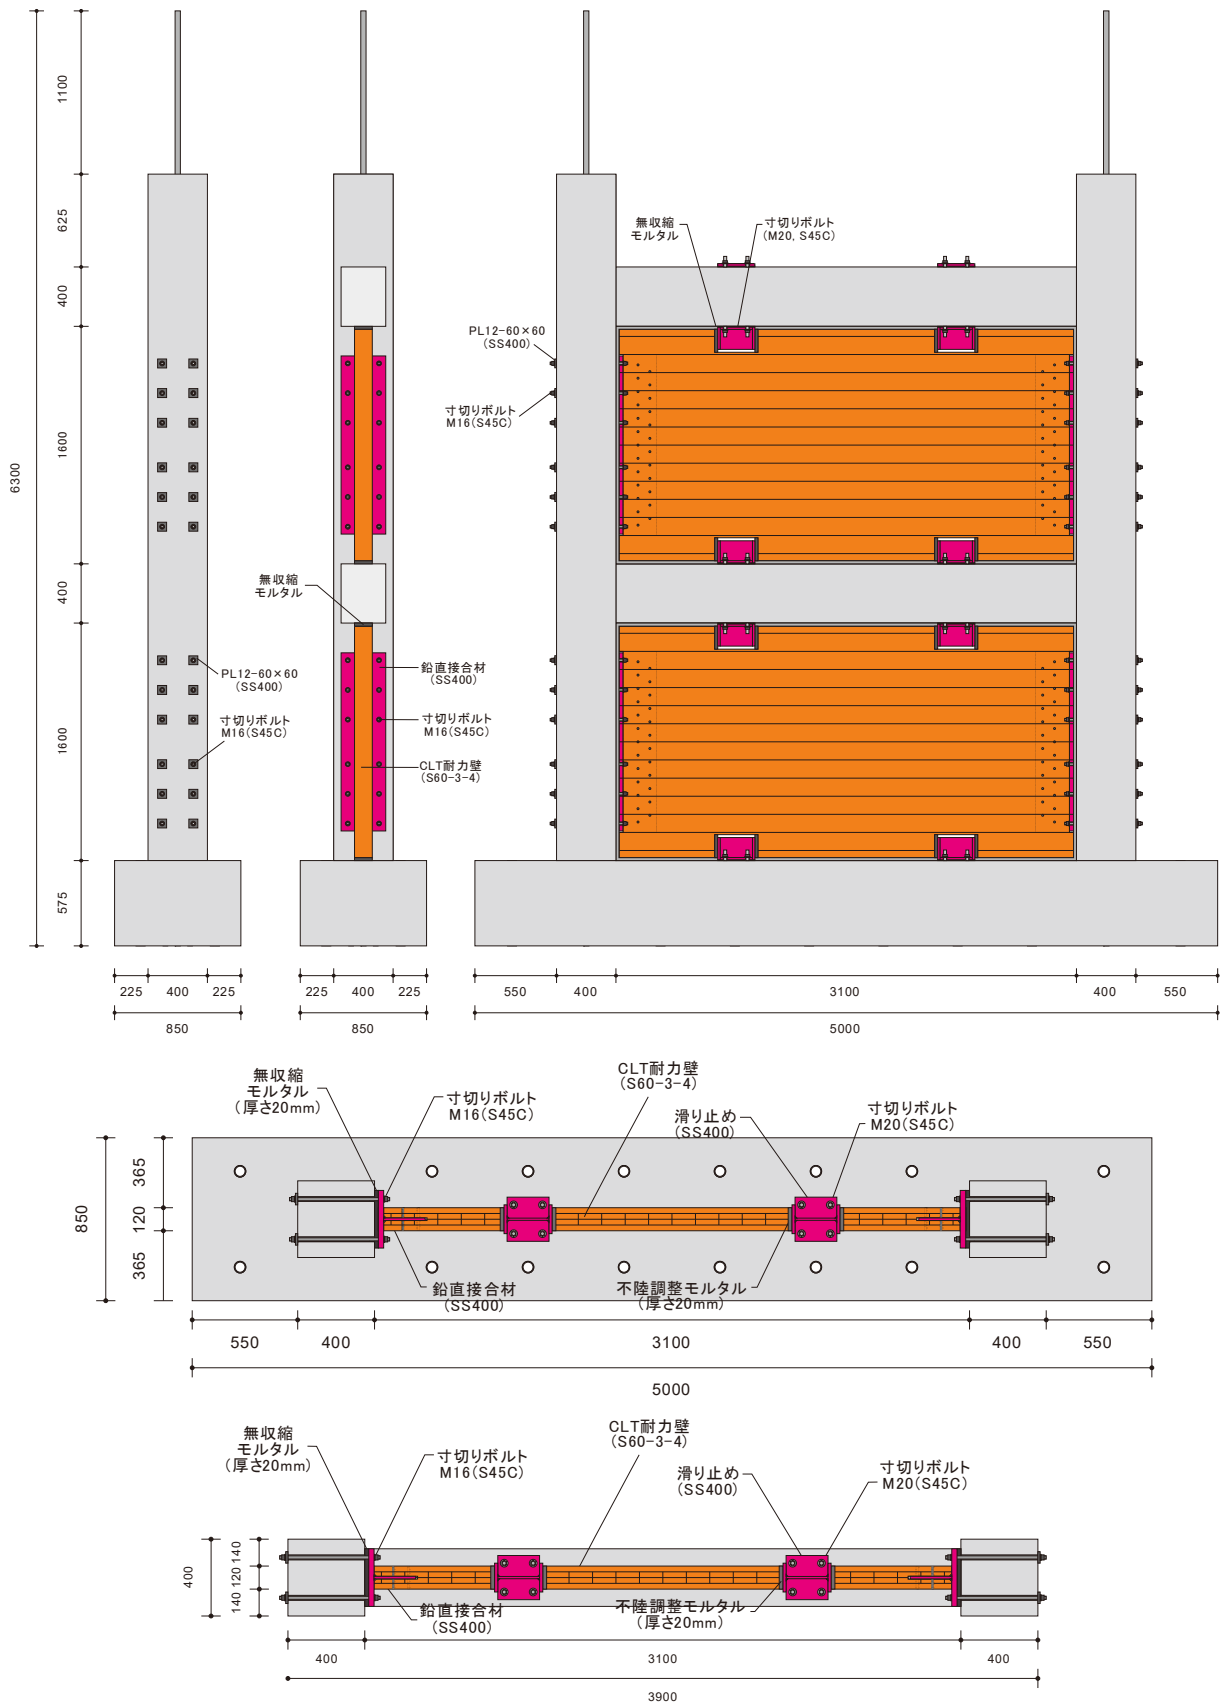 6300
1100
625
400
1600
400
1600
575
PL12-60×60
(SS400)
寸切りボルト
M16(S45C)
225
400
225
850
無収縮
モルタル
鉛直接合材
(SS400)
寸切りボルト
M16(S45C)
CLT耐力壁
(S60-3-4)
225
400
225
850
無収縮
モルタル
寸切りボルト
(M20, S45C)
PL12-60×60
(SS400)
寸切りボルト
M16(S45C)
550
400
3100
400
550
5000
無収縮
モルタル
(厚さ20mm)
寸切りボルト
M16(S45C)
CLT耐力壁
(S60-3-4)
滑り止め
(SS400)
寸切りボルト
M20(S45C)
850
365
120
365
鉛直接合材
(SS400)
不陸調整モルタル
(厚さ20mm)
550
400
3100
400
550
5000
無収縮
モルタル
(厚さ20mm)
寸切りボルト
M16(S45C)
CLT耐力壁
(S60-3-4)
滑り止め
(SS400)
寸切りボルト
M20(S45C)
400
140
120
140
鉛直接合材
(SS400)
不陸調整モルタル
(厚さ20mm)
400
3100
400
3900